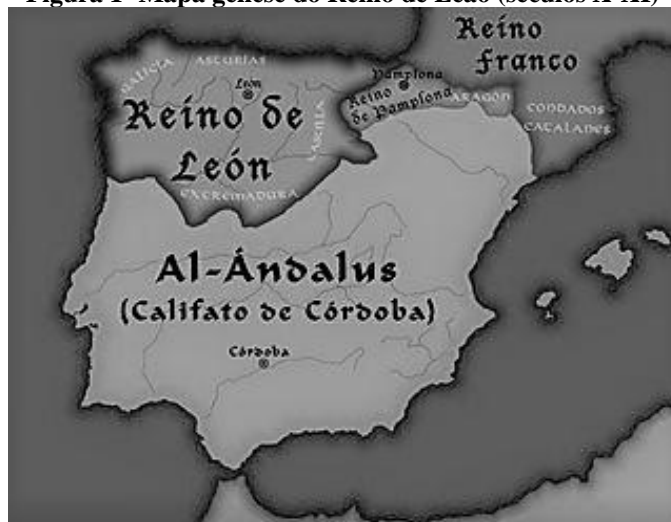 Figura 1- Mapa gênese do Reino de Leão (séculos X-XI)
Reino
Franco
GALICIA
ASTURIAS
León
Pamplona
Reino
de Pamplona
ARAGÓN
CONDADOS
CATALANES
Reino de
León
CASTILLA
EXTREMADURA
Al-Ándalus
(Califato de Córdoba)
Córdoba